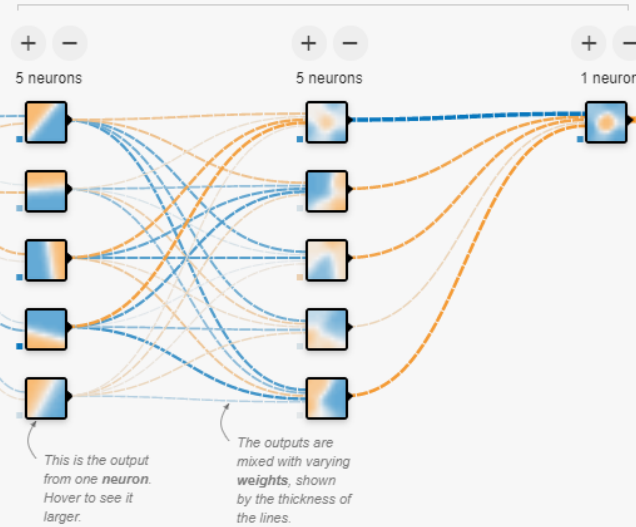 + − + − + −
5 neurons 5 neurons 1 neuron
This is the output
from one neuron.
Hover to see it
larger.
The outputs are
mixed with varying
weights, shown
by the thickness of
the lines.